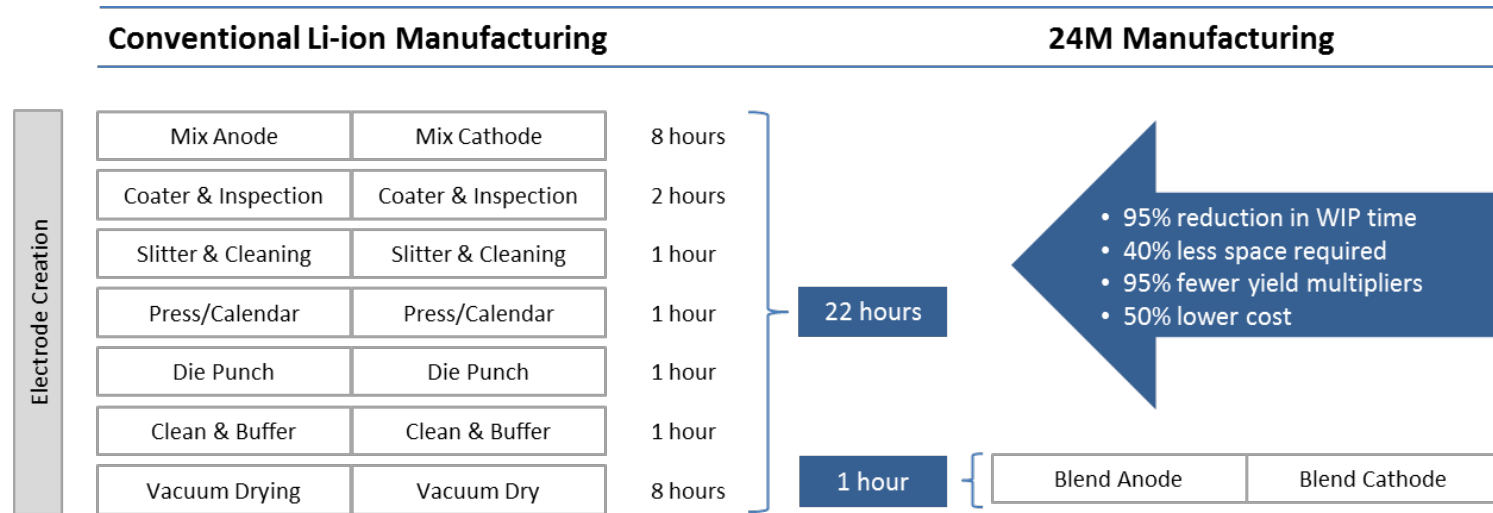 Conventional Li-ion Manufacturing
24M Manufacturing
Electrode Creation
Mix Anode Mix Cathode 8 hours
Coater & Inspection Coater & Inspection 2 hours
Slitter & Cleaning Slitter & Cleaning 1 hour
Press/Calendar Press/Calendar 1 hour
Die Punch Die Punch 1 hour
Clean & Buffer Clean & Buffer 1 hour
Vacuum Drying Vacuum Dry 8 hours
22 hours
• 95% reduction in WIP time
• 40% less space required
• 95% fewer yield multipliers
• 50% lower cost
1 hour
Blend Anode Blend Cathode